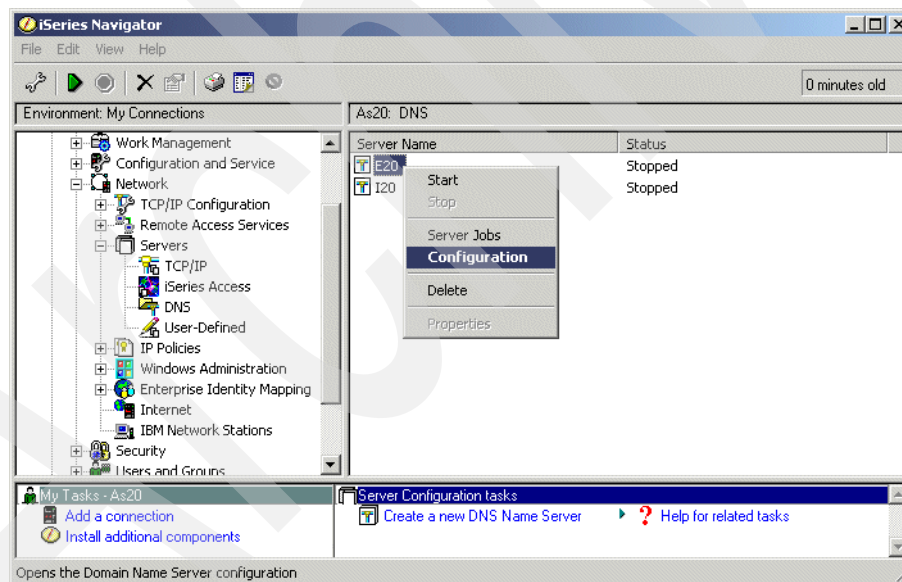 iSeries Navigator
File Edit View Help
0 minutes old
Environment: My Connections
As20: DNS
Work Management
Configuration and Service
Network
TCP/IP Configuration
Remote Access Services
Servers
TCP/IP
iSeries Access
DNS
User-Defined
IP Policies
Windows Administration
Enterprise Identity Mapping
Internet
IBM Network Stations
Security
Users and Groups
Server Name Status
E20 Stopped
I20 Stopped
Start
Stop
Server Jobs
Configuration
Delete
Properties
My Tasks - As20
Add a connection
Install additional components
Server Configuration tasks
Create a new DNS Name Server
Help for related tasks
Opens the Domain Name Server configuration